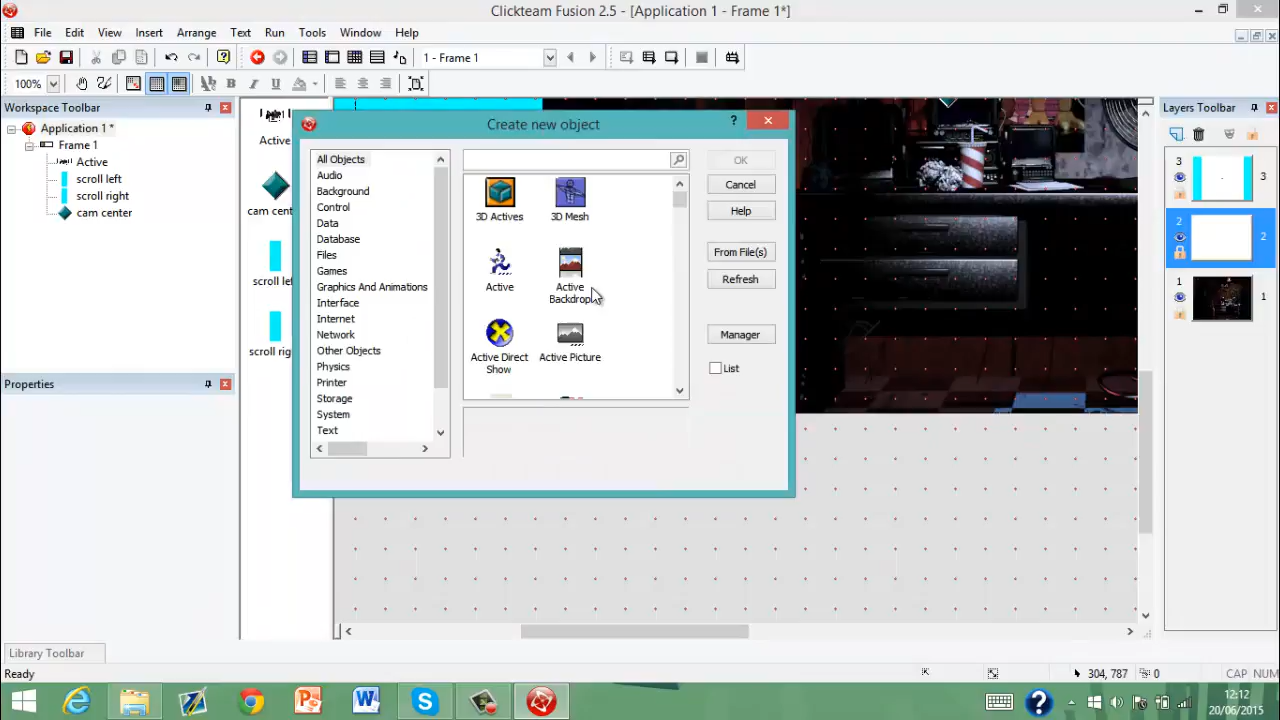 Clickteam Fusion 2.5 - [Application 1 - Frame 1*]
File Edit View Insert Arrange Text Run Tools Window Help
1 - Frame 1
100%
B I U
Workspace Toolbar
Application 1 *
Frame 1
Active
scroll left
scroll right
cam center
Properties
Library Toolbar
Active
cam cent
scroll lef
scroll rig
Create new object
?
All Objects
Audio
Background
Control
Data
Database
Files
Games
Graphics And Animations
Interface
Internet
Network
Other Objects
Physics
Printer
Storage
System
Text
3D Actives
3D Mesh
Active
Active Backdrop
Active Direct
Show
Active Picture
OK
Cancel
Help
From File(s)
Refresh
Manager
List
Layers Toolbar
3 3
2 2
1 1
Ready
304, 787
0
CAP NUM
12:12
20/06/2015